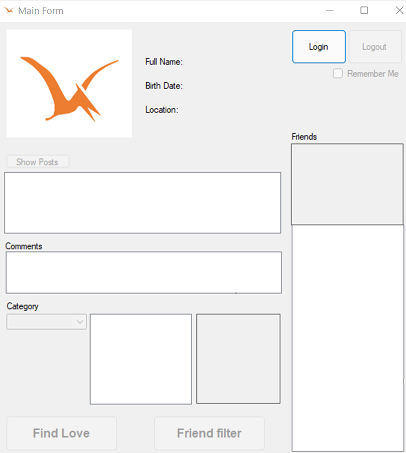 Main Form
Login
Logout
Remember Me
Full Name:
Birth Date:
Location:
Friends
Show Posts
Comments
Category
Find Love
Friend filter